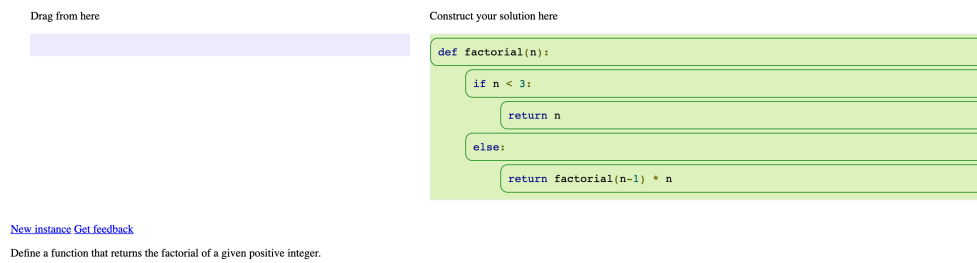 Drag from here
Construct your solution here
def factorial(n):
if n < 3:
return n
else:
return factorial(n-1) * n
New instance Get feedback
Define a function that returns the factorial of a given positive integer.